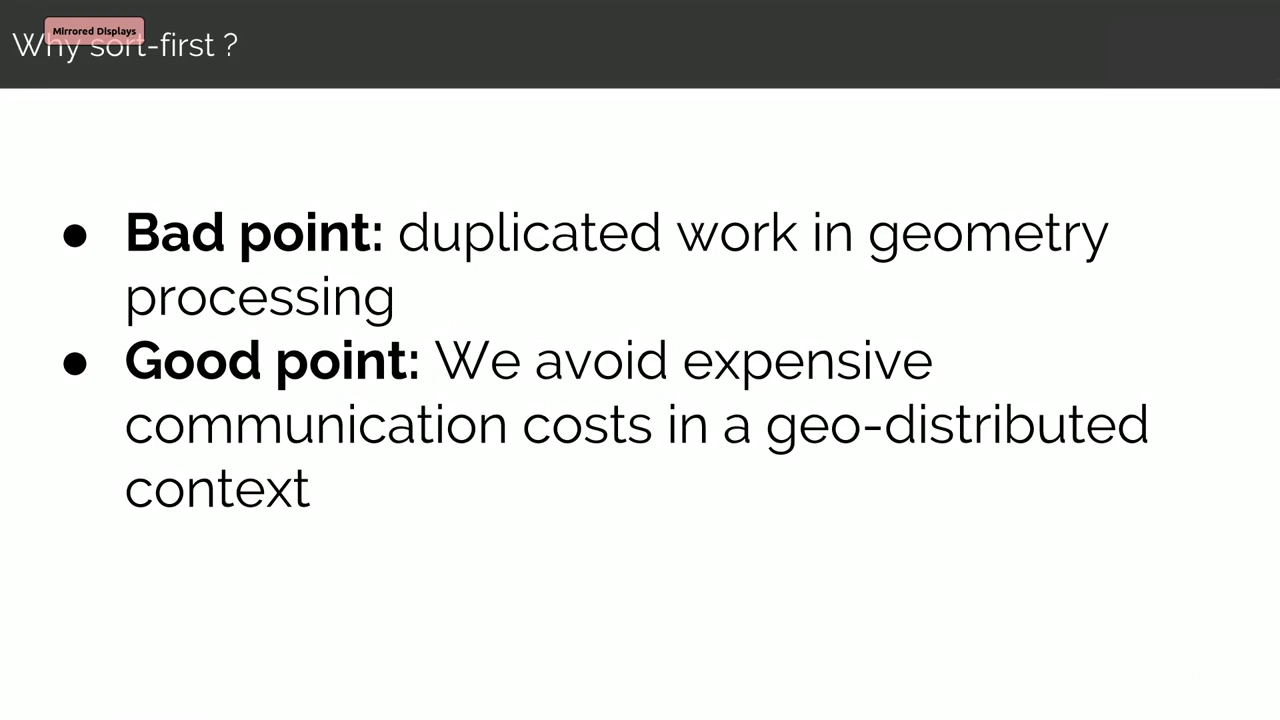 Mirrored Displays
Why sort-first ?
● Bad point: duplicated work in geometry
processing
● Good point: We avoid expensive
communication costs in a geo-distributed
context